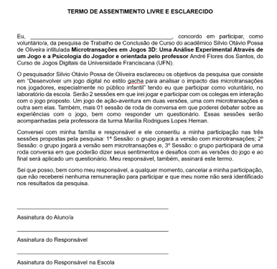 TERMO DE ASSENTIMENTO LIVRE E ESCLARECIDO
Eu, ______________________________________________, concordo em participar, como
voluntário/a, da pesquisa de Trabalho de Conclusão de Curso do acadêmico Silvio Otávio Possa
de Oliveira intitulada Microtransações em Jogos 3D: Uma Análise Experimental Através de
um Jogo e a Psicologia do Jogador e orientada pelo professor André Flores dos Santos, do
Curso de Jogos Digitais da Universidade Franciscana (UFN).
O pesquisador Silvio Otávio Possa de Oliveira esclareceu os objetivos da pesquisa que consiste
em "Desenvolver um jogo digital no estilo gacha para analisar o impacto das microtransações
nos jogadores, especialmente no público infantil" tendo eu que participar como voluntário, no
laboratório da escola. Serão 2 sessões em que irei jogar e participar com os colegas em interação
com o jogo proposto. Um jogo de ação-aventura em duas versões, uma com microtransações e
outra sem elas. Também, mais 01 sessão de roda de conversa em que poderei debater sobre as
experiências com o jogo, bem como responder um questionário. Essas sessões serão
acompanhadas pela professora da turma Marília Rodrigues Lopes Heman.
Conversei com minha família e responsável e ele consentiu a minha participação nas três
sessões propostas pela pesquisa: 1ª Sessão: o grupo jogará a versão com microtransações; 2ª
Sessão: o grupo jogará a versão sem microtransações e, 3ª Sessão: o grupo participará de uma
roda conversa em que poderão dizer seus sentimentos e desafios com as versões do jogo e ao
final será aplicado um questionário. Meu responsável, também, assinará este termo.
Sei que posso, bem como meu responsável, a qualquer momento, cancelar a minha participação,
que não receberei nenhuma remuneração para participar e que meu nome não será identificado
nos resultados da pesquisa.
Assinatura do Aluno/a
Assinatura do Responsável
Assinatura do Responsável na Escola